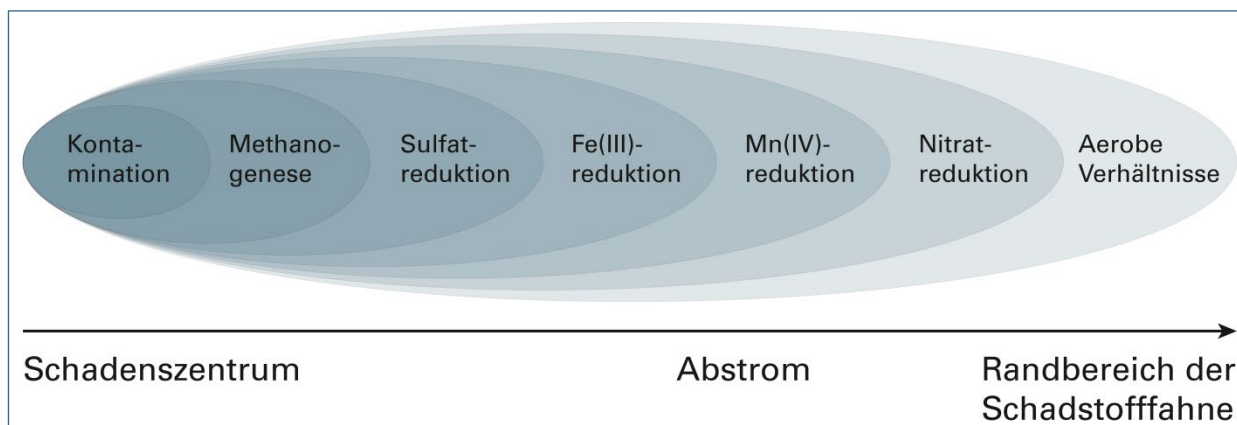 Konta-
mination
Methano-
genese
Sulfat-
reduktion
Fe(III)-
reduktion
Mn(IV)-
reduktion
Nitrat-
reduktion
Aerobe
Verhältnisse
Schadenszentrum
Abstrom
Randbereich der
Schadstofffahne